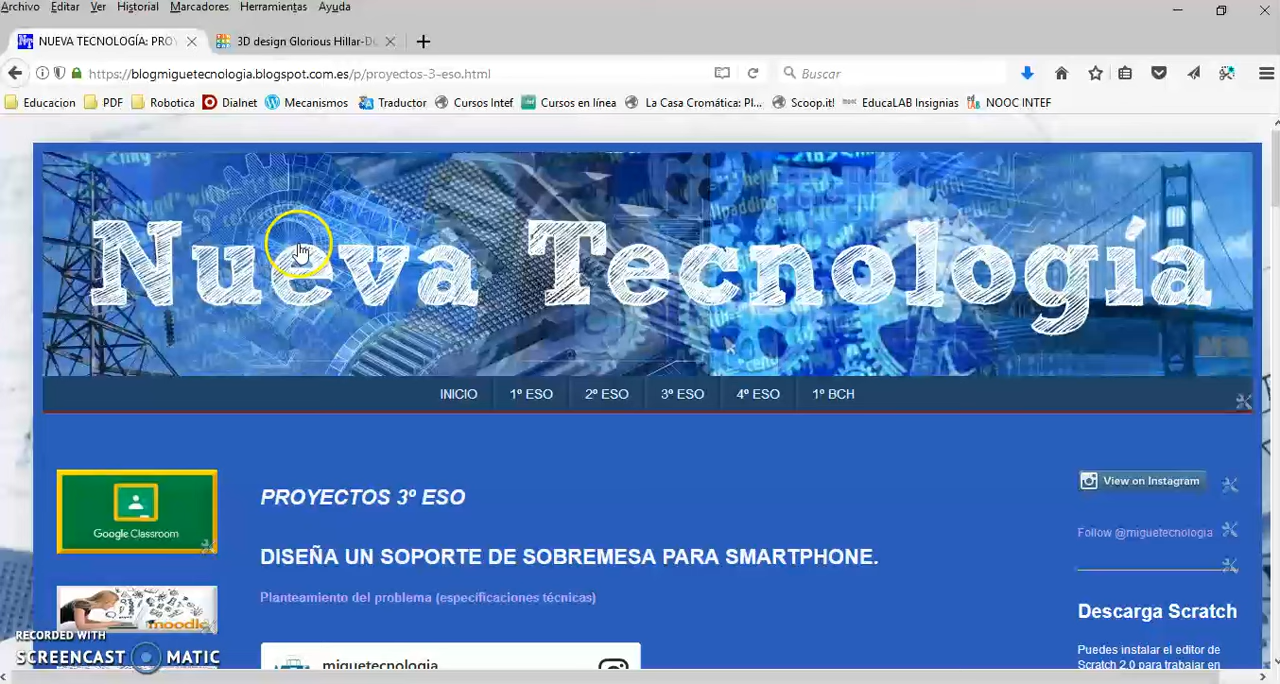 Archivo Editar Ver Historial Marcadores Herramientas Ayuda
NUEVA TECNOLOGÍA: PROY
3D design Glorious Hillar-D
https://blogmiguetecnologia.blogspot.com.es/p/proyectos-3-eso.html
Buscar
Educacion PDF Robotica Dialnet Mecanismos Traductor Cursos Intef Cursos en línea La Casa Cromática: Pl... Scoop.it! EducaLAB Insignias NOOC INTEF
Nueva Tecnología
INICIO 1º ESO 2º ESO 3º ESO 4º ESO 1º BCH
Google Classroom
moodle
PROYECTOS 3º ESO
DISEÑA UN SOPORTE DE SOBREMESA PARA SMARTPHONE.
Planteamiento del problema (especificaciones técnicas)
miguetecnologia
View on Instagram
Follow @miguetecnologia
Descarga Scratch
Puedes instalar el editor de
Scratch 2.0 para trabajar en
RECORDED WITH
SCREENCAST MATIC